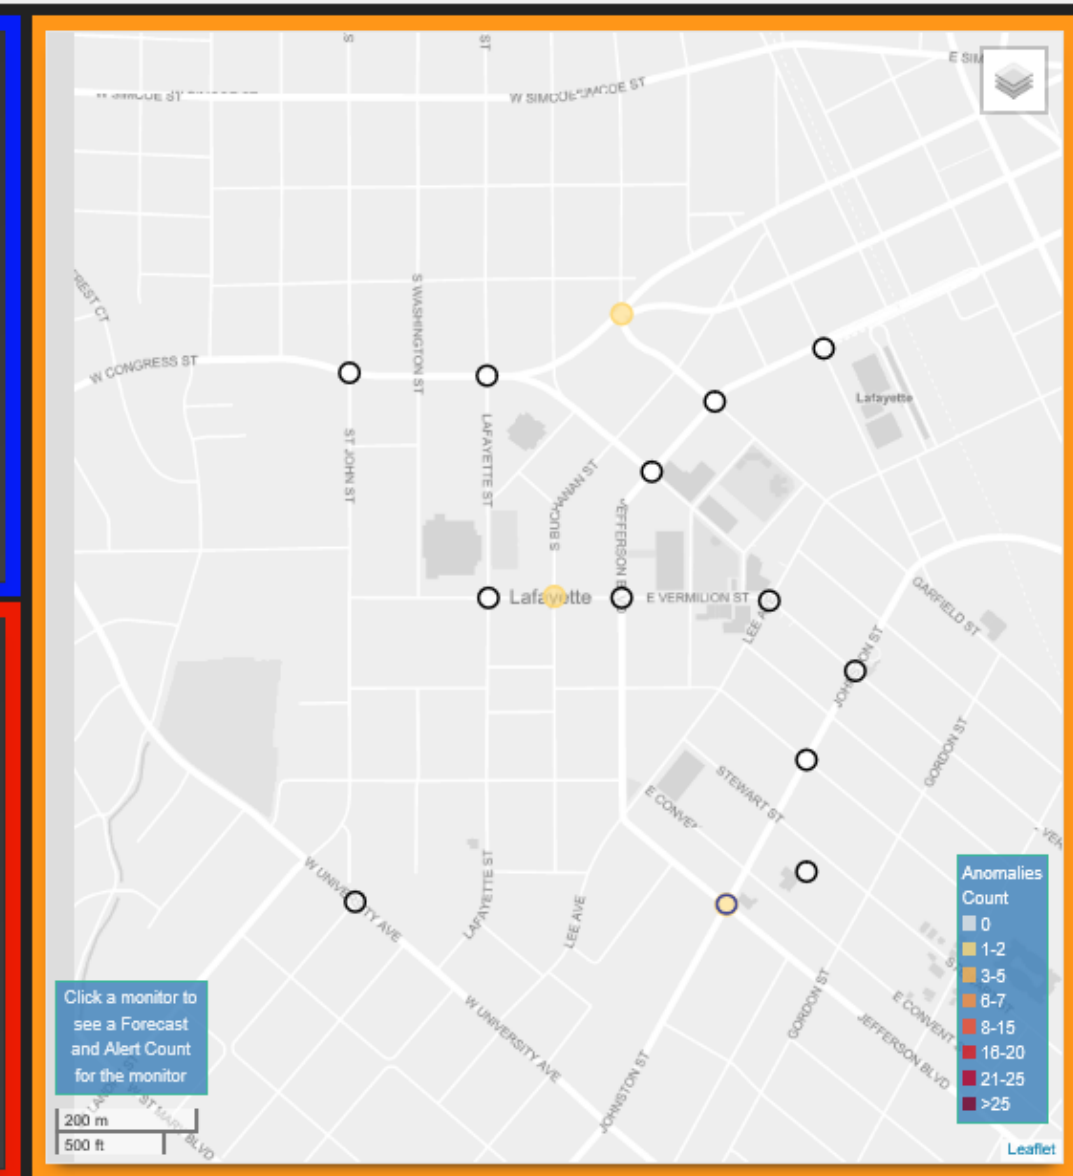 ST
W SIMCOE ST
W SIMCOE
SIMCOE ST
E SIM
S WASHINGTON ST
W CONGRESS ST
Lafayette
LAFAYETTE ST
ST JOHN ST
S BUCHANAN ST
Lafayette
E VERMILION ST
GARFIELD ST
GORDON ST
STEWART ST
W UNIVERSITY AVE
LAFAYETTE ST
LEE AVE
Anomalies
Count
0
1-2
3-5
6-7
8-15
16-20
21-25
>25
Click a monitor to
see a Forecast
and Alert Count
for the monitor
W UNIVERSITY AVE
GORDON ST
E CONVENT
JEFFERSON BLVD
JOHNSTON ST
200 m
500 ft
Leaflet